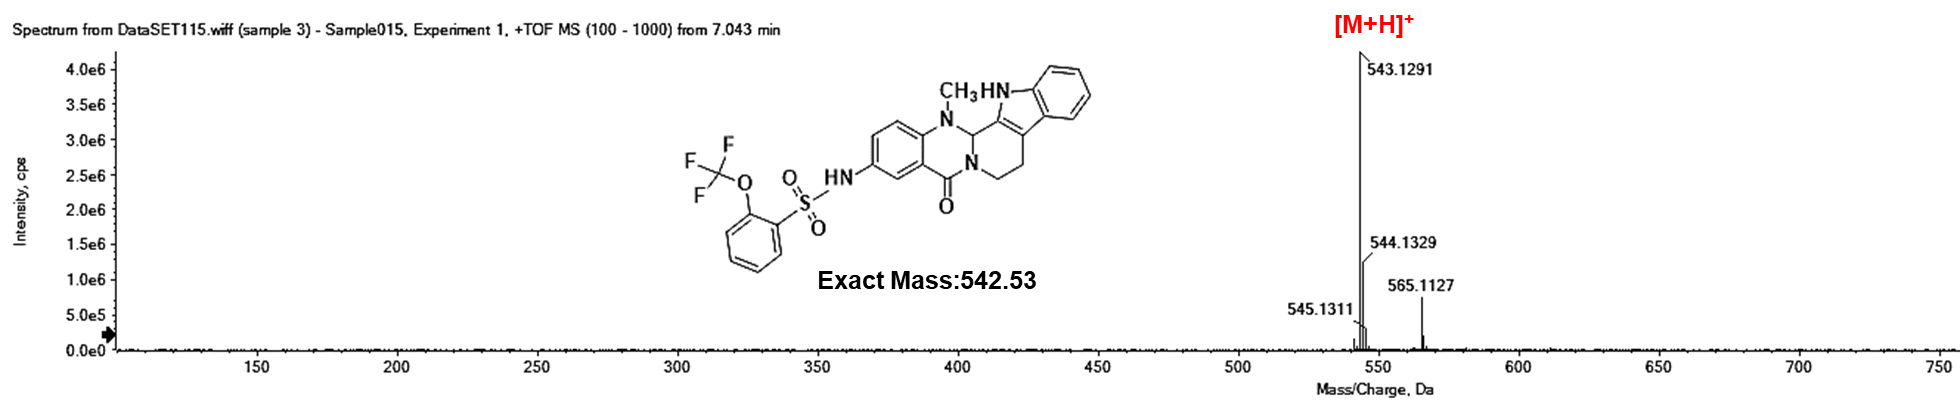 [M+H]+
Spectrum from DataSET115.wiff (sample 3) - Sample015, Experiment 1, +TOF MS (100 - 1000) from 7.043 min
Intensity, cps
4.0e6
3.5e6
3.0e6
2.5e6
2.0e6
1.5e6
1.0e6
5.0e5
0.0e0
543.1291
544.1329
545.1311
565.1127
CH3
HN
N
N
O
HN
O
S
O
O
F
F
F
Exact Mass:542.53
150
200
250
300
350
400
450
500
550
600
650
700
750
Mass/Charge, Da